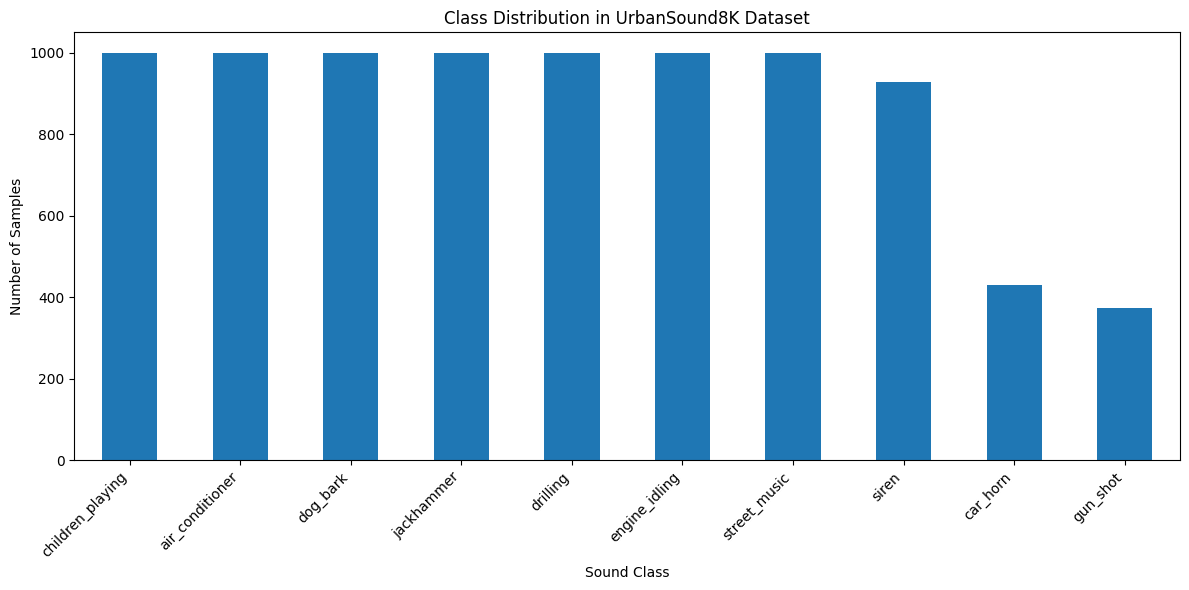 Class Distribution in UrbanSound8K Dataset
Number of Samples
1000
800
600
400
200
0
children_playing
air_conditioner
dog_bark
jackhammer
drilling
engine_idling
street_music
siren
car_horn
gun_shot
Sound Class